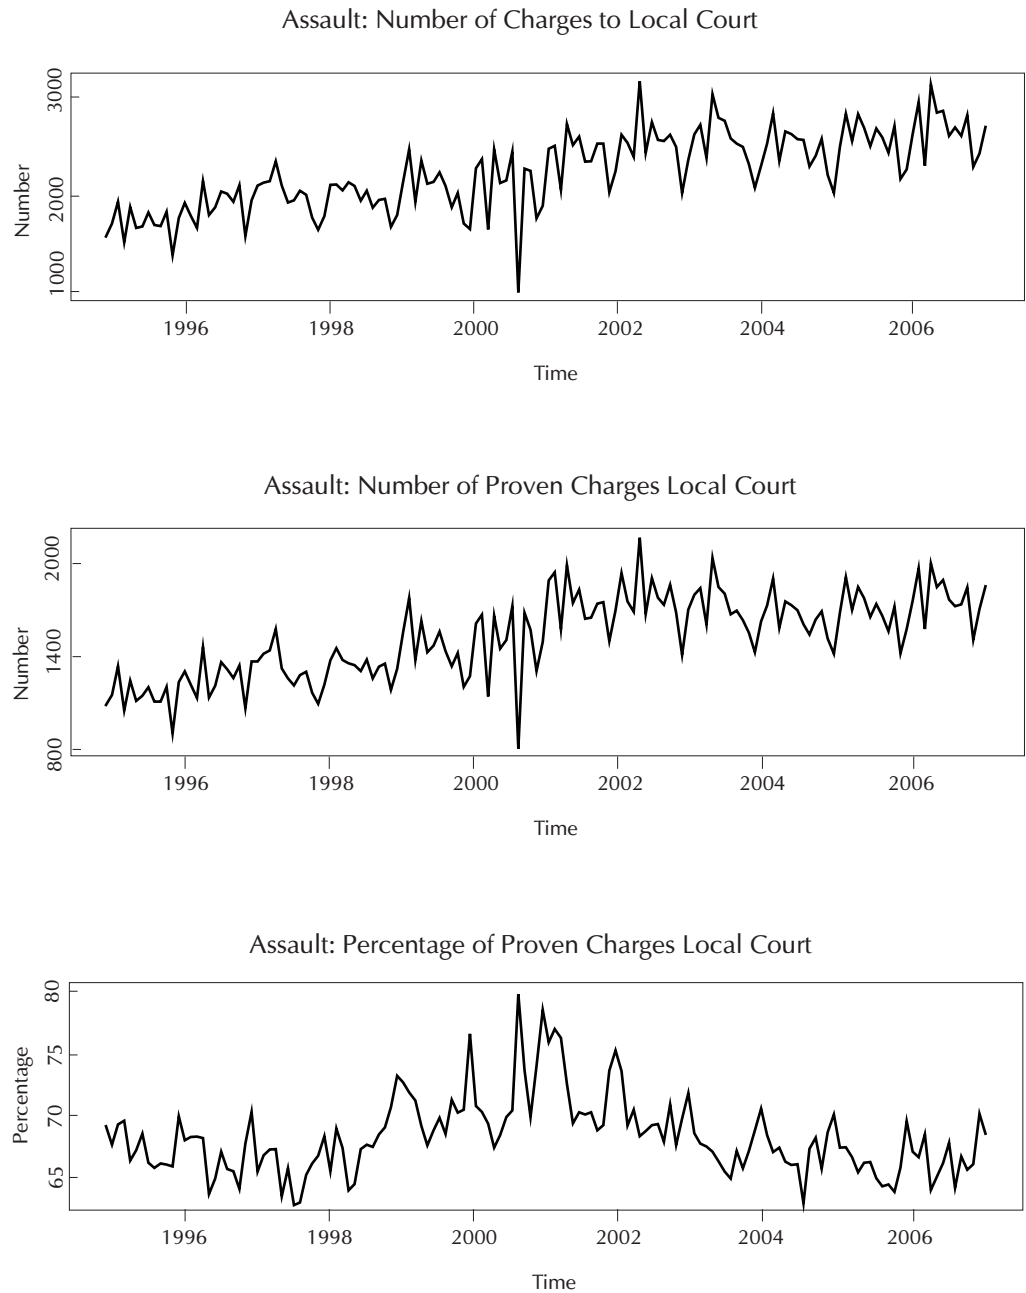 Assault: Number of Charges to Local Court
Number
3000
2000
1000
1996 1998 2000 2002 2004 2006
Time
Assault: Number of Proven Charges Local Court
Number
2000
1400
800
1996 1998 2000 2002 2004 2006
Time
Assault: Percentage of Proven Charges Local Court
Percentage
80
75
70
65
1996 1998 2000 2002 2004 2006
Time